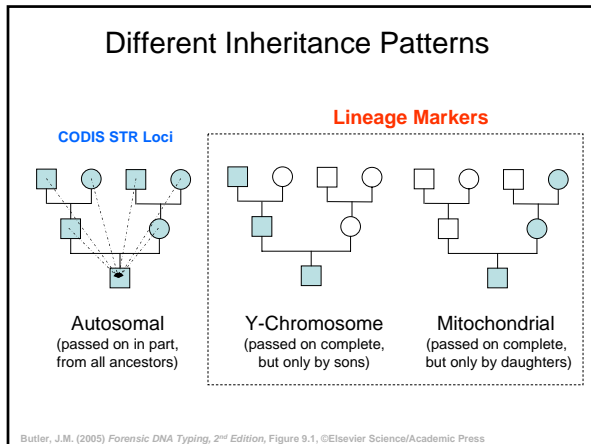 Different Inheritance Patterns
Lineage Markers
CODIS STR Loci
Autosomal
(passed on in part,
from all ancestors)
Y-Chromosome
(passed on complete,
but only by sons)
Mitochondrial
(passed on complete,
but only by daughters)
Butler, J.M. (2005) Forensic DNA Typing, 2nd Edition, Figure 9.1, ©Elsevier Science/Academic Press